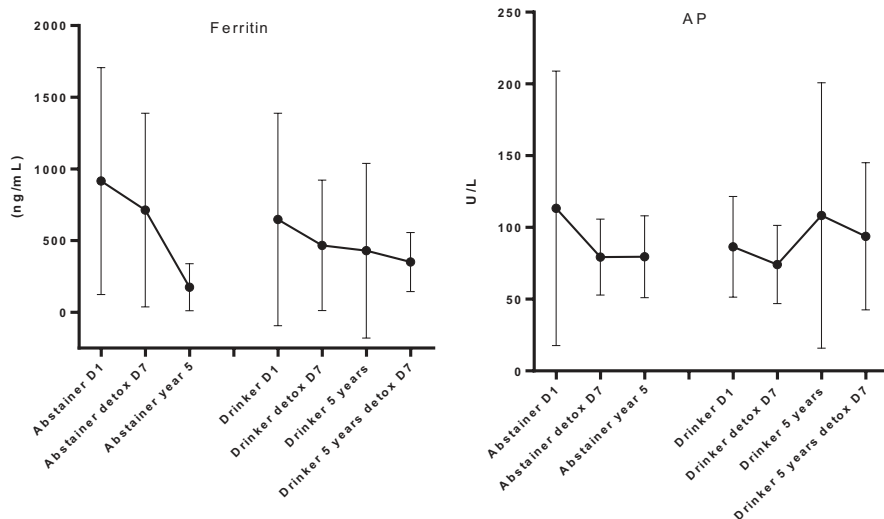 Ferritin
(ng/mL)
2000
1500
1000
500
0
Abstainer D1
Abstainer detox D7
Abstainer year 5
Drinker D1
Drinker detox D7
Drinker 5 years
Drinker 5 years detox D7
AP
U/L
250
200
150
100
50
0
Abstainer D1
Abstainer detox D7
Abstainer year 5
Drinker D1
Drinker detox D7
Drinker 5 years
Drinker 5 years detox D7